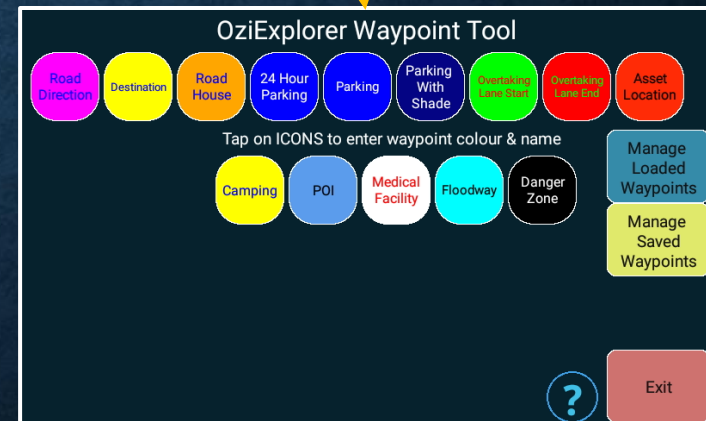 OziExplorer Waypoint Tool
Road
Direction
Destination
Road
House
24 Hour
Parking
Parking
Parking
With
Shade
Overtaking
Lane Start
Overtaking
Lane End
Asset
Location
Tap on ICONS to enter waypoint colour & name
Camping
POI
Medical
Facility
Floodway
Danger
Zone
Manage
Loaded
Waypoints
Manage
Saved
Waypoints
?
Exit